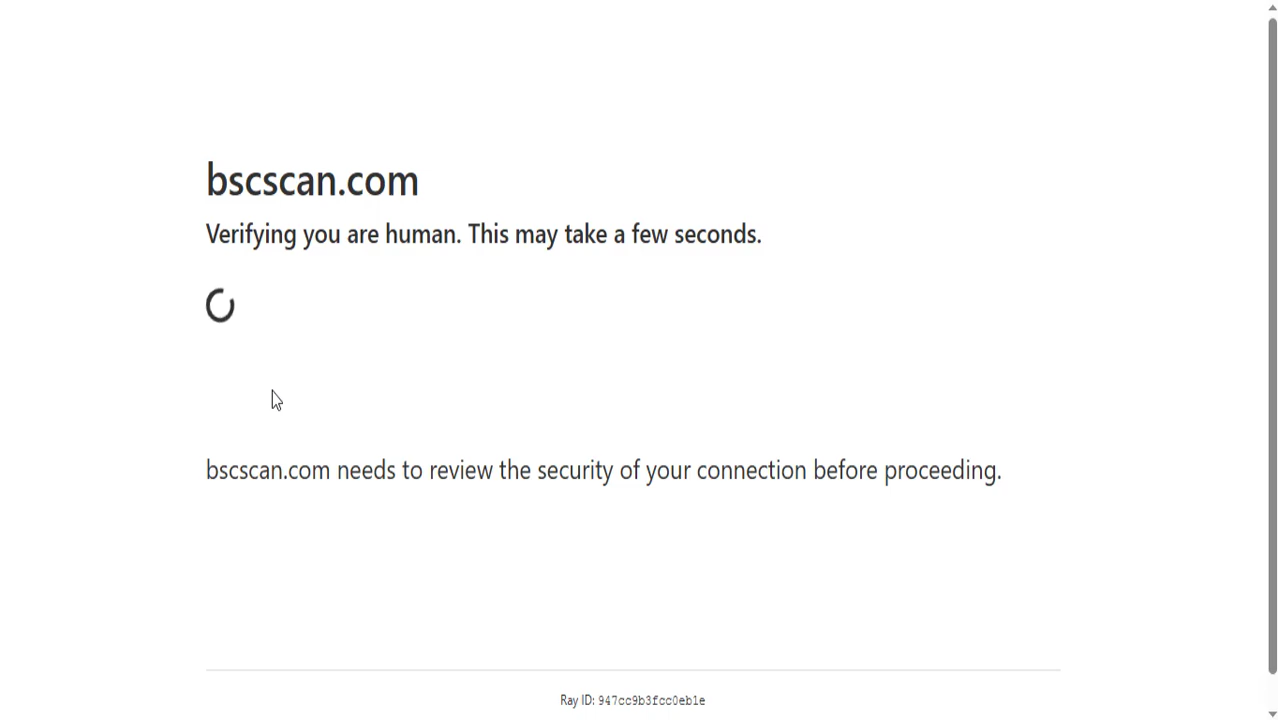 bscscan.com
Verifying you are human. This may take a few seconds.
bscscan.com needs to review the security of your connection before proceeding.
Ray ID: 947cc9b3fcc0eb1e